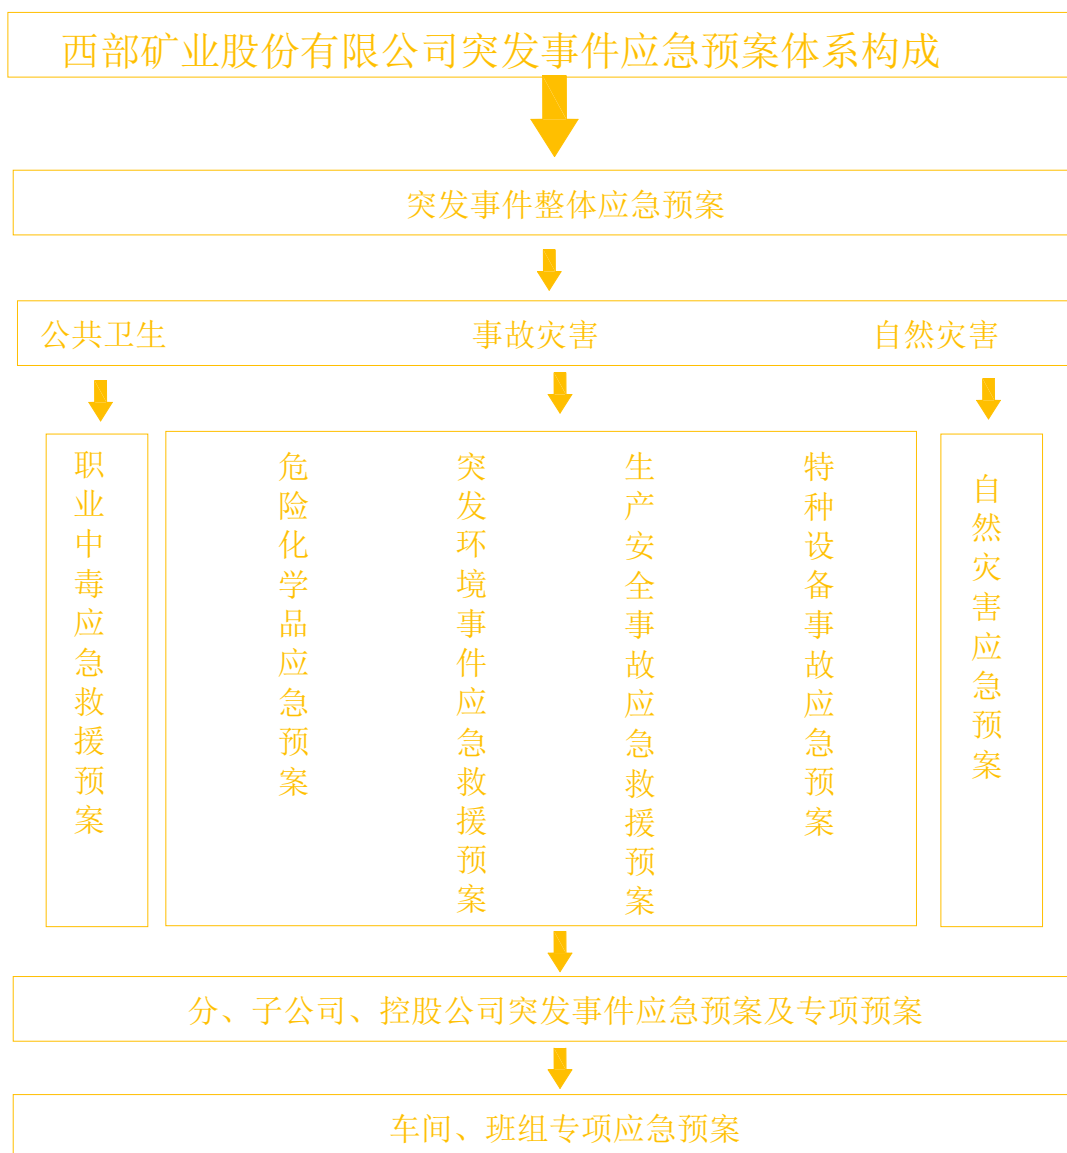 西部矿业股份有限公司突发事件应急预案体系构成
突发事件整体应急预案
公共卫生
事故灾害
自然灾害
职业中毒应急救援预案
危险化学品应急预案
突发环境事件应急救援预案
生产安全事故应急救援预案
特种设备事故应急预案
自然灾害应急预案
分、子公司、控股公司突发事件应急预案及专项预案
车间、班组专项应急预案